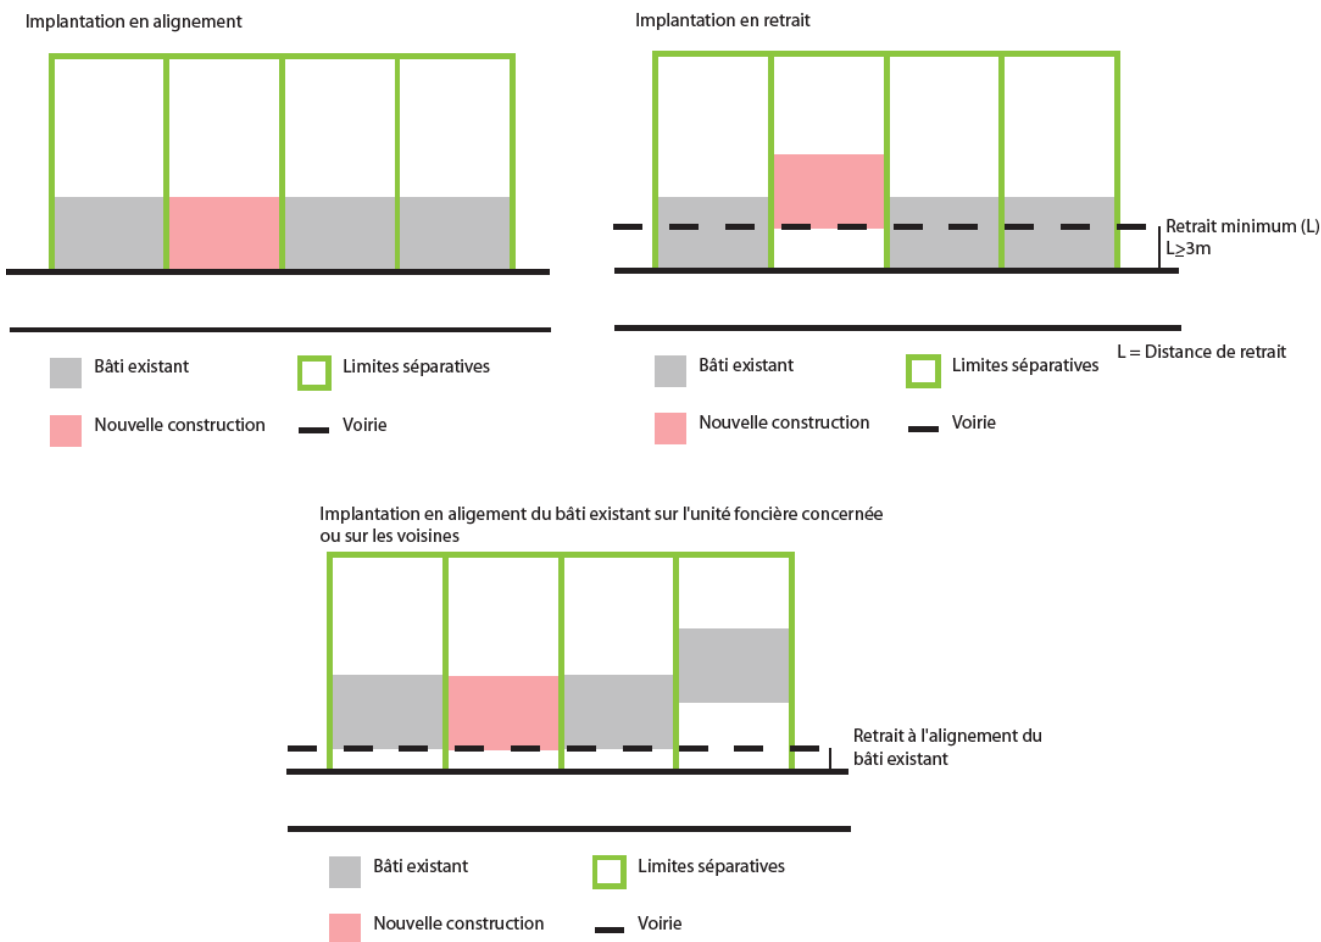 Implantation en alignement
Bâti existant
Limites séparatives
Nouvelle construction
Voirie
Implantation en retrait
Retrait minimum (L)
L≥3m
L = Distance de retrait
Bâti existant
Limites séparatives
Nouvelle construction
Voirie
Implantation en aligement du bâti existant sur l'unité foncière concernée
ou sur les voisines
Retrait à l'alignement du
bâti existant
Bâti existant
Limites séparatives
Nouvelle construction
Voirie